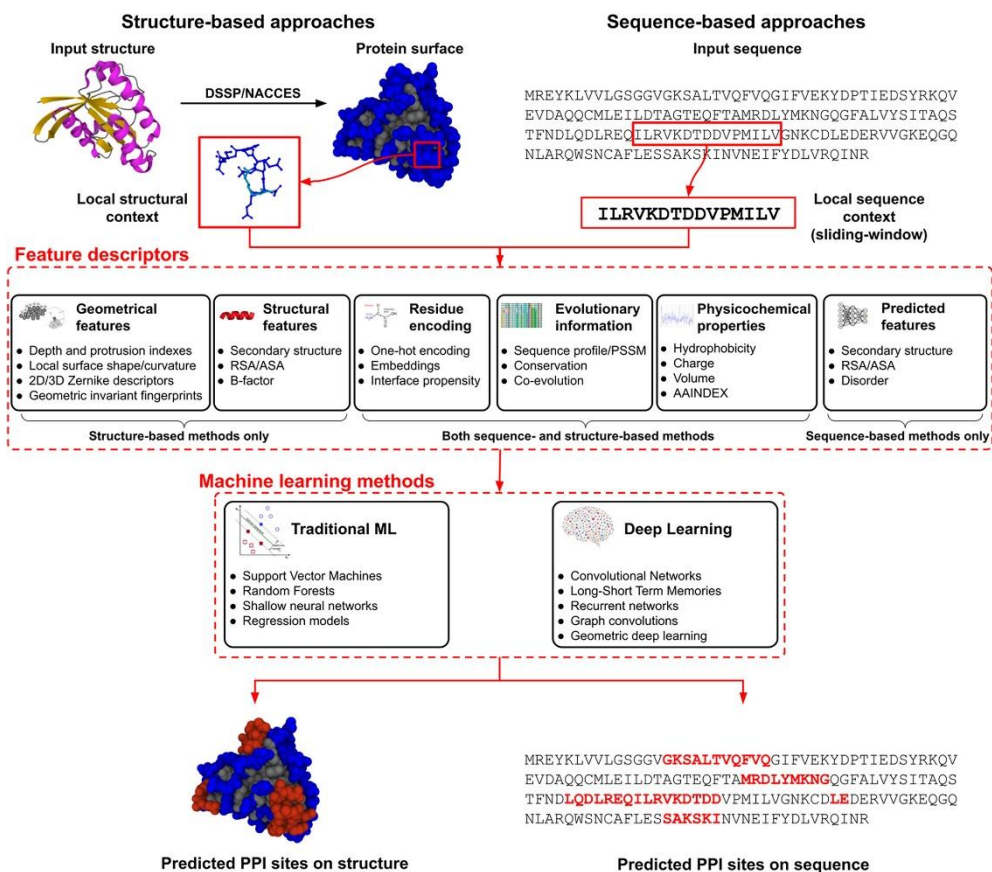 Structure-based approaches
Sequence-based approaches
Input structure
Protein surface
Input sequence
DSSP/NACCES
MREYKLVVLGSGGVGKSALTVQFVQGIFVEKYDPTIEDSYRKQV
EVDAQQCMLEILDTAGTEQFTAMRDLYMKNGQGFALVYSITAQS
TFNDLQDLREQILRVKDTDDVPMILVGNKCDLEDERVVGKEQGQ
NLARQWSNCAFLESSAKSKINVNEIFYDLVRQINR
Local structural
context
ILRVKDTDDVPMILV
Local sequence
context
(sliding-window)
Feature descriptors
Geometrical
features
Depth and protrusion indexes
Local surface shape/curvature
2D/3D Zernike descriptors
Geometric invariant fingerprints
Structural
features
Secondary structure
RSA/ASA
B-factor
Residue
encoding
One-hot encoding
Embeddings
Interface propensity
Evolutionary
information
Sequence profile/PSSM
Conservation
Co-evolution
Physicochemical
properties
Hydrophobicity
Charge
Volume
AAINDEX
Predicted
features
Secondary structure
RSA/ASA
Disorder
Structure-based methods only
Both sequence- and structure-based methods
Sequence-based methods only
Machine learning methods
Traditional ML
Support Vector Machines
Random Forests
Shallow neural networks
Regression models
Deep Learning
Convolutional Networks
Long-Short Term Memories
Recurrent networks
Graph convolutions
Geometric deep learning
MREYKLVVLGSGGVGKSALTVQFVQGIFVEKYDPTIEDSYRKQV
EVDAQQCMLEILDTAGTEQFTAMRDLYMKNGQGFALVYSITAQS
TFNDLQDLREQILRVKDTDDVPMILVGNKCDLEDERVVGKEQGQ
NLARQWSNCAFLESSAKSKINVNEIFYDLVRQINR
Predicted PPI sites on structure
Predicted PPI sites on sequence